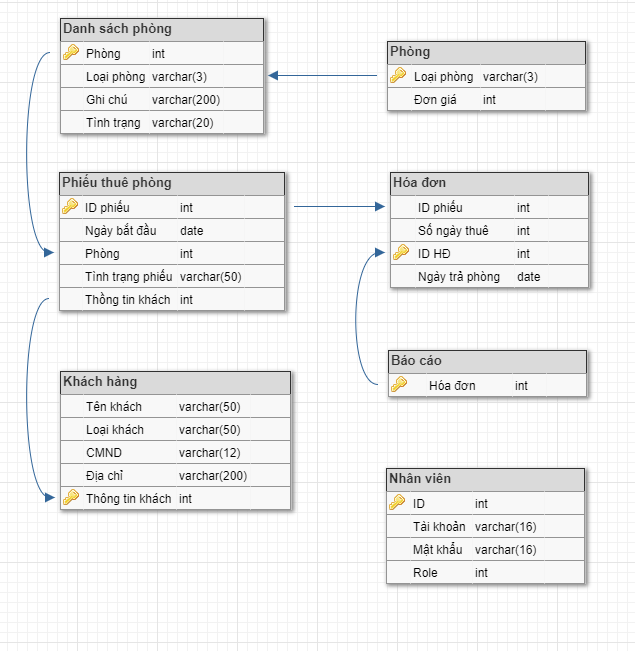 Danh sách phòng
Phòng int
Loại phòng varchar(3)
Ghi chú varchar(200)
Tình trạng varchar(20)
Phòng
Loại phòng varchar(3)
Đơn giá int
Phiếu thuê phòng
ID phiếu int
Ngày bắt đầu date
Phòng int
Tình trạng phiếu varchar(50)
Thồng tin khách int
Hóa đơn
ID phiếu int
Số ngày thuê int
ID HĐ int
Ngày trả phòng date
Khách hàng
Tên khách varchar(50)
Loại khách varchar(50)
CMND varchar(12)
Địa chỉ varchar(200)
Thông tin khách int
Báo cáo
Hóa đơn int
Nhân viên
ID int
Tài khoản varchar(16)
Mật khẩu varchar(16)
Role int